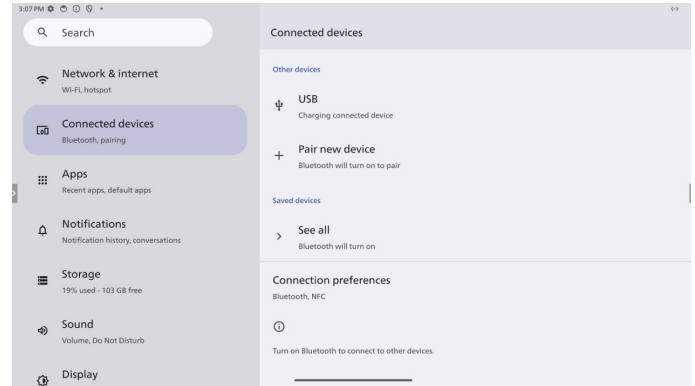 3:07 PM
Search
Network & internet
Wi-Fi, hotspot
Connected devices
Bluetooth, pairing
Apps
Recent apps, default apps
Notifications
Notification history, conversations
Storage
19% used - 103 GB free
Sound
Volume, Do Not Disturb
Display
Connected devices
Other devices
USB
Charging connected device
Pair new device
Bluetooth will turn on to pair
Saved devices
See all
Bluetooth will turn on
Connection preferences
Bluetooth, NFC
Turn on Bluetooth to connect to other devices.